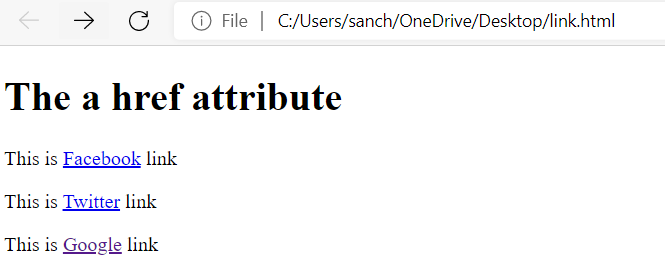 File | C:/Users/sanch/OneDrive/Desktop/link.html
The a href attribute
This is Facebook link
This is Twitter link
This is Google link